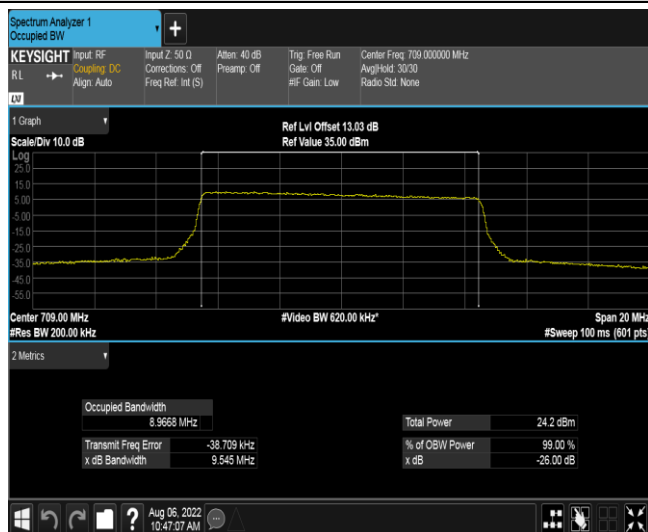 Spectrum Analyzer 1
Occupied BW
+
KEYSIGHT Input: RF Input Z: 50 Ω Atten: 40 dB Trig: Free Run Center Freq: 709.000000 MHz
RL Coupling: DC Corrections: Off Preamp: Off Gate: Off Avg|Hold: 30/30
Align: Auto Freq Ref: Int (S) #IF Gain: Low Radio Std: None
LXI
1 Graph
Ref Lvl Offset 13.03 dB
Scale/Div 10.0 dB Ref Value 35.00 dBm
Log
25.0
15.0
5.00
-5.00
-15.0
-25.0
-35.0
-45.0
-55.0
Center 709.00 MHz #Video BW 620.00 kHz* Span 20 MHz
#Res BW 200.00 kHz #Sweep 100 ms (601 pts)
2 Metrics
Occupied Bandwidth
8.9668 MHz Total Power 24.2 dBm
Transmit Freq Error -38.709 kHz % of OBW Power 99.00 %
x dB Bandwidth 9.545 MHz x dB -26.00 dB
? Aug 06, 2022
10:47:07 AM